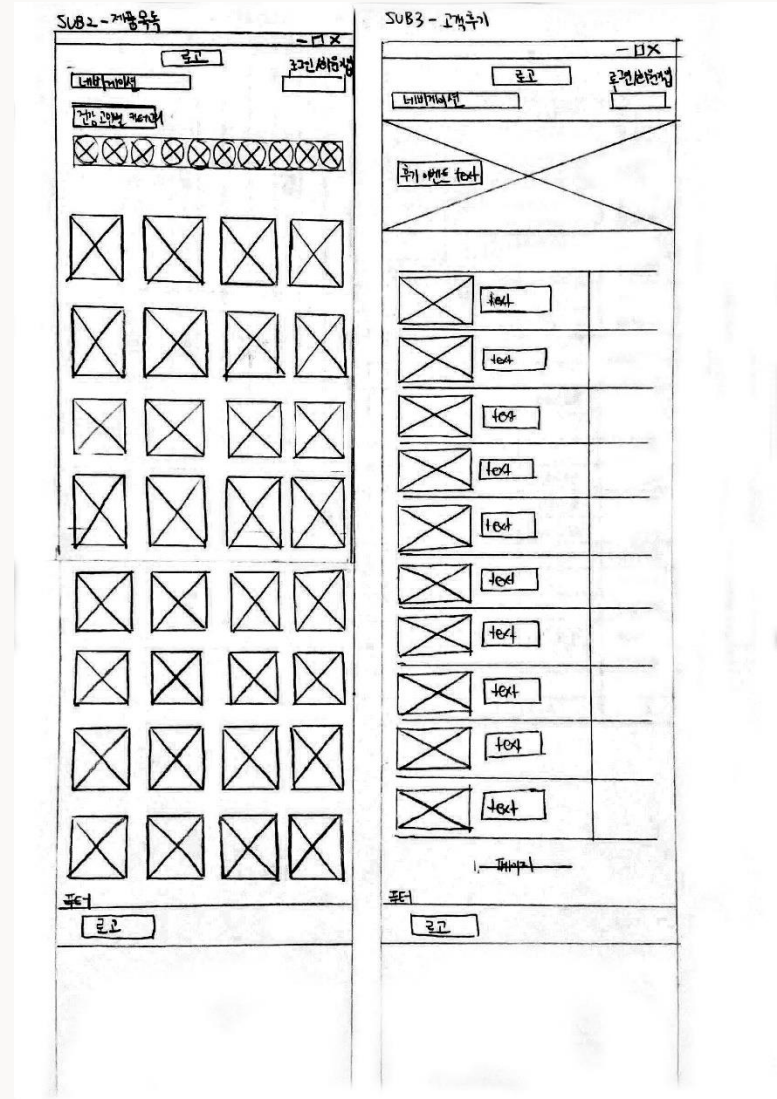 SUB2 - 제품목록
로고
로그인/회원가입
네비게이션
건강고민별 카테고리
푸터
로고
SUB3 - 고객후기
로고
로그인/회원가입
네비게이션
후기 이벤트 text
text
text
text
text
text
text
text
text
text
text
페이지
푸터
로고